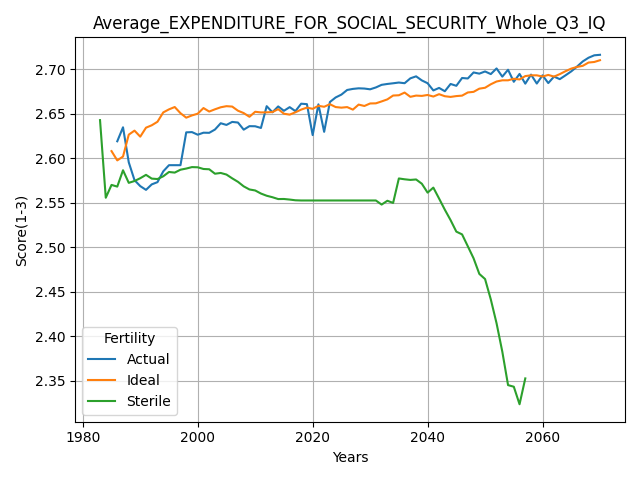 Average_EXPENDITURE_FOR_SOCIAL_SECURITY_Whole_Q3_IQ
2.70
2.65
2.60
2.55
2.50
2.45
2.40
2.35
Score(1-3)
Fertility
Actual
Ideal
Sterile
1980 2000 2020 2040 2060
Years